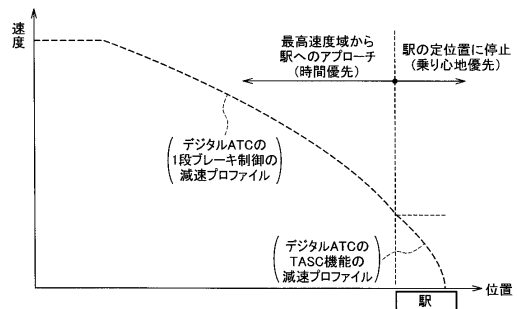 速度
最高速度域から
駅へのアプローチ
(時間優先)
駅の定位置に停止
(乗り心地優先)
デジタルATCの
1段ブレーキ制御の
減速プロファイル
デジタルATCの
TASC機能の
減速プロファイル
位置
駅